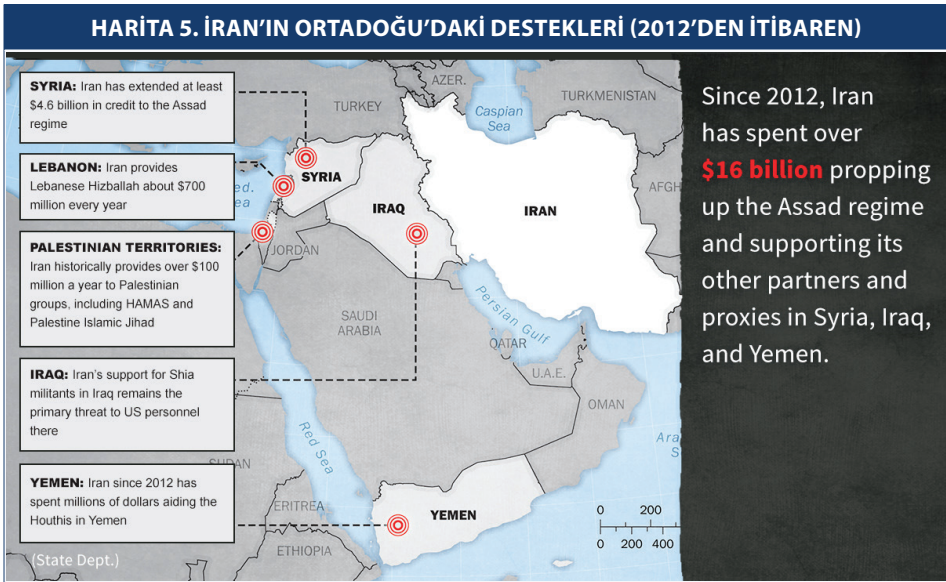 HARİTA 5. İRAN'IN ORTADOĞU'DAKİ DESTEKLERİ (2012'DEN İTİBAREN)
SYRIA: Iran has extended at least
$4.6 billion in credit to the Assad
regime
LEBANON: Iran provides
Lebanese Hizballah about $700
million every year
PALESTINIAN TERRITORIES:
Iran historically provides over $100
million a year to Palestinian
groups, including HAMAS and
Palestine Islamic Jihad
IRAQ: Iran's support for Shia
militants in Iraq remains the
primary threat to US personnel
there
YEMEN: Iran since 2012 has
spent millions of dollars aiding the
Houthis in Yemen
(State Dept.)
TURKEY
AZER.
Caspian
Sea
TURKMENISTAN
AFGH
SYRIA
ed.
ea
IRAQ
IRAN
JORDAN
SAUDI
ARABIA
Persian Gulf
QATAR
U.A.E.
OMAN
Ara
S
Red Sea
SUDAN
ERITREA
YEMEN
ETHIOPIA
0 200
0 200 400
Since 2012, Iran
has spent over
$16 billion propping
up the Assad regime
and supporting its
other partners and
proxies in Syria, Iraq,
and Yemen.